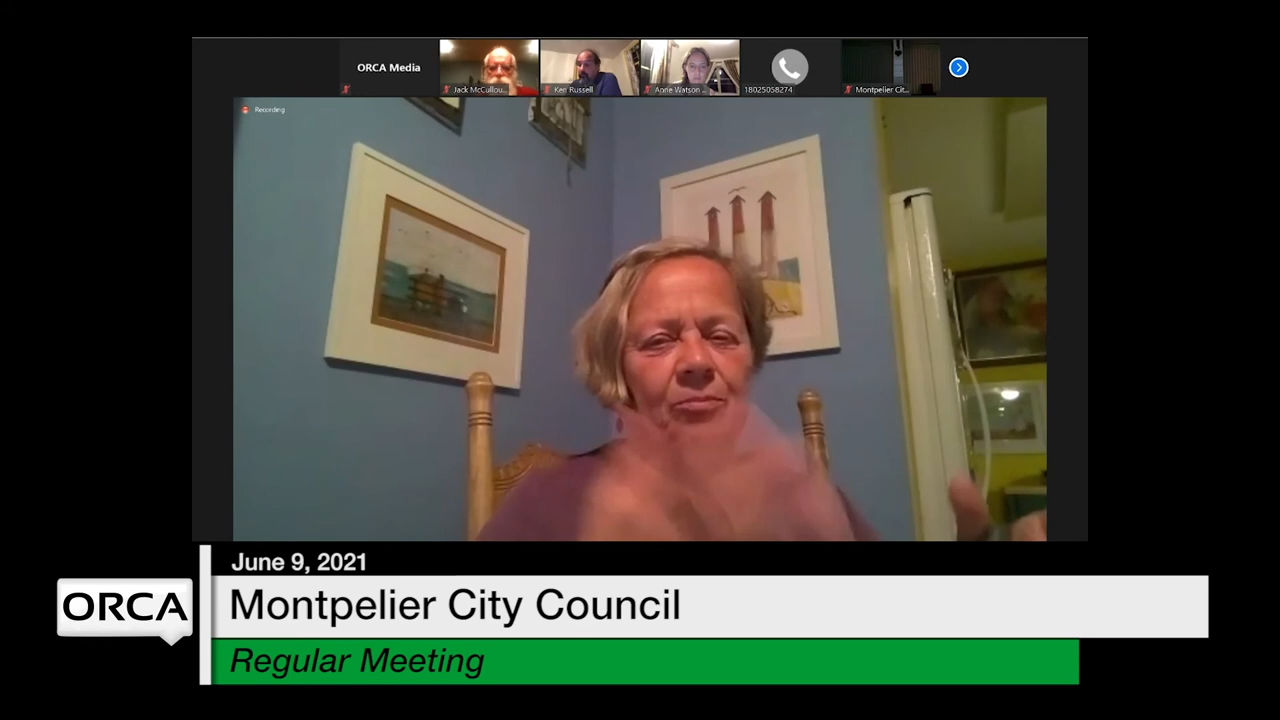 ORCA Media
Jack McCullou...
Ken Russell
Anne Watson ...
18025058274
Montpelier Cit...
Recording
June 9, 2021
ORCA
Montpelier City Council
Regular Meeting